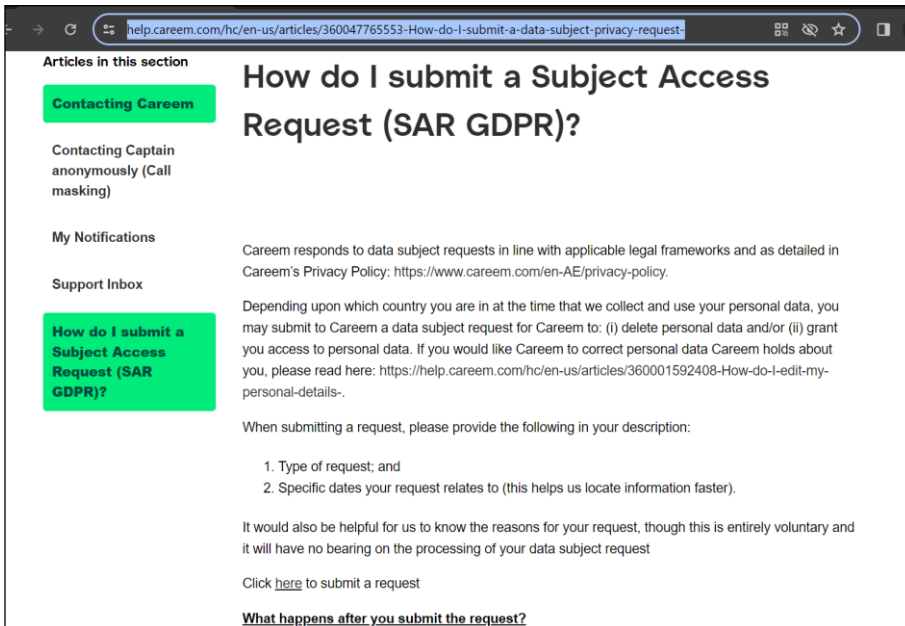 help.careem.com/hc/en-us/articles/360047765553-How-do-I-submit-a-data-subject-privacy-request-
Articles in this section
Contacting Careem
Contacting Captain
anonymously (Call
masking)
My Notifications
Support Inbox
How do I submit a
Subject Access
Request (SAR
GDPR)?
How do I submit a Subject Access
Request (SAR GDPR)?
Careem responds to data subject requests in line with applicable legal frameworks and as detailed in
Careem's Privacy Policy: https://www.careem.com/en-AE/privacy-policy.
Depending upon which country you are in at the time that we collect and use your personal data, you
may submit to Careem a data subject request for Careem to: (i) delete personal data and/or (ii) grant
you access to personal data. If you would like Careem to correct personal data Careem holds about
you, please read here: https://help.careem.com/hc/en-us/articles/360001592408-How-do-I-edit-my-
personal-details-.
When submitting a request, please provide the following in your description:
1. Type of request; and
2. Specific dates your request relates to (this helps us locate information faster).
It would also be helpful for us to know the reasons for your request, though this is entirely voluntary and
it will have no bearing on the processing of your data subject request
Click here to submit a request
What happens after you submit the request?